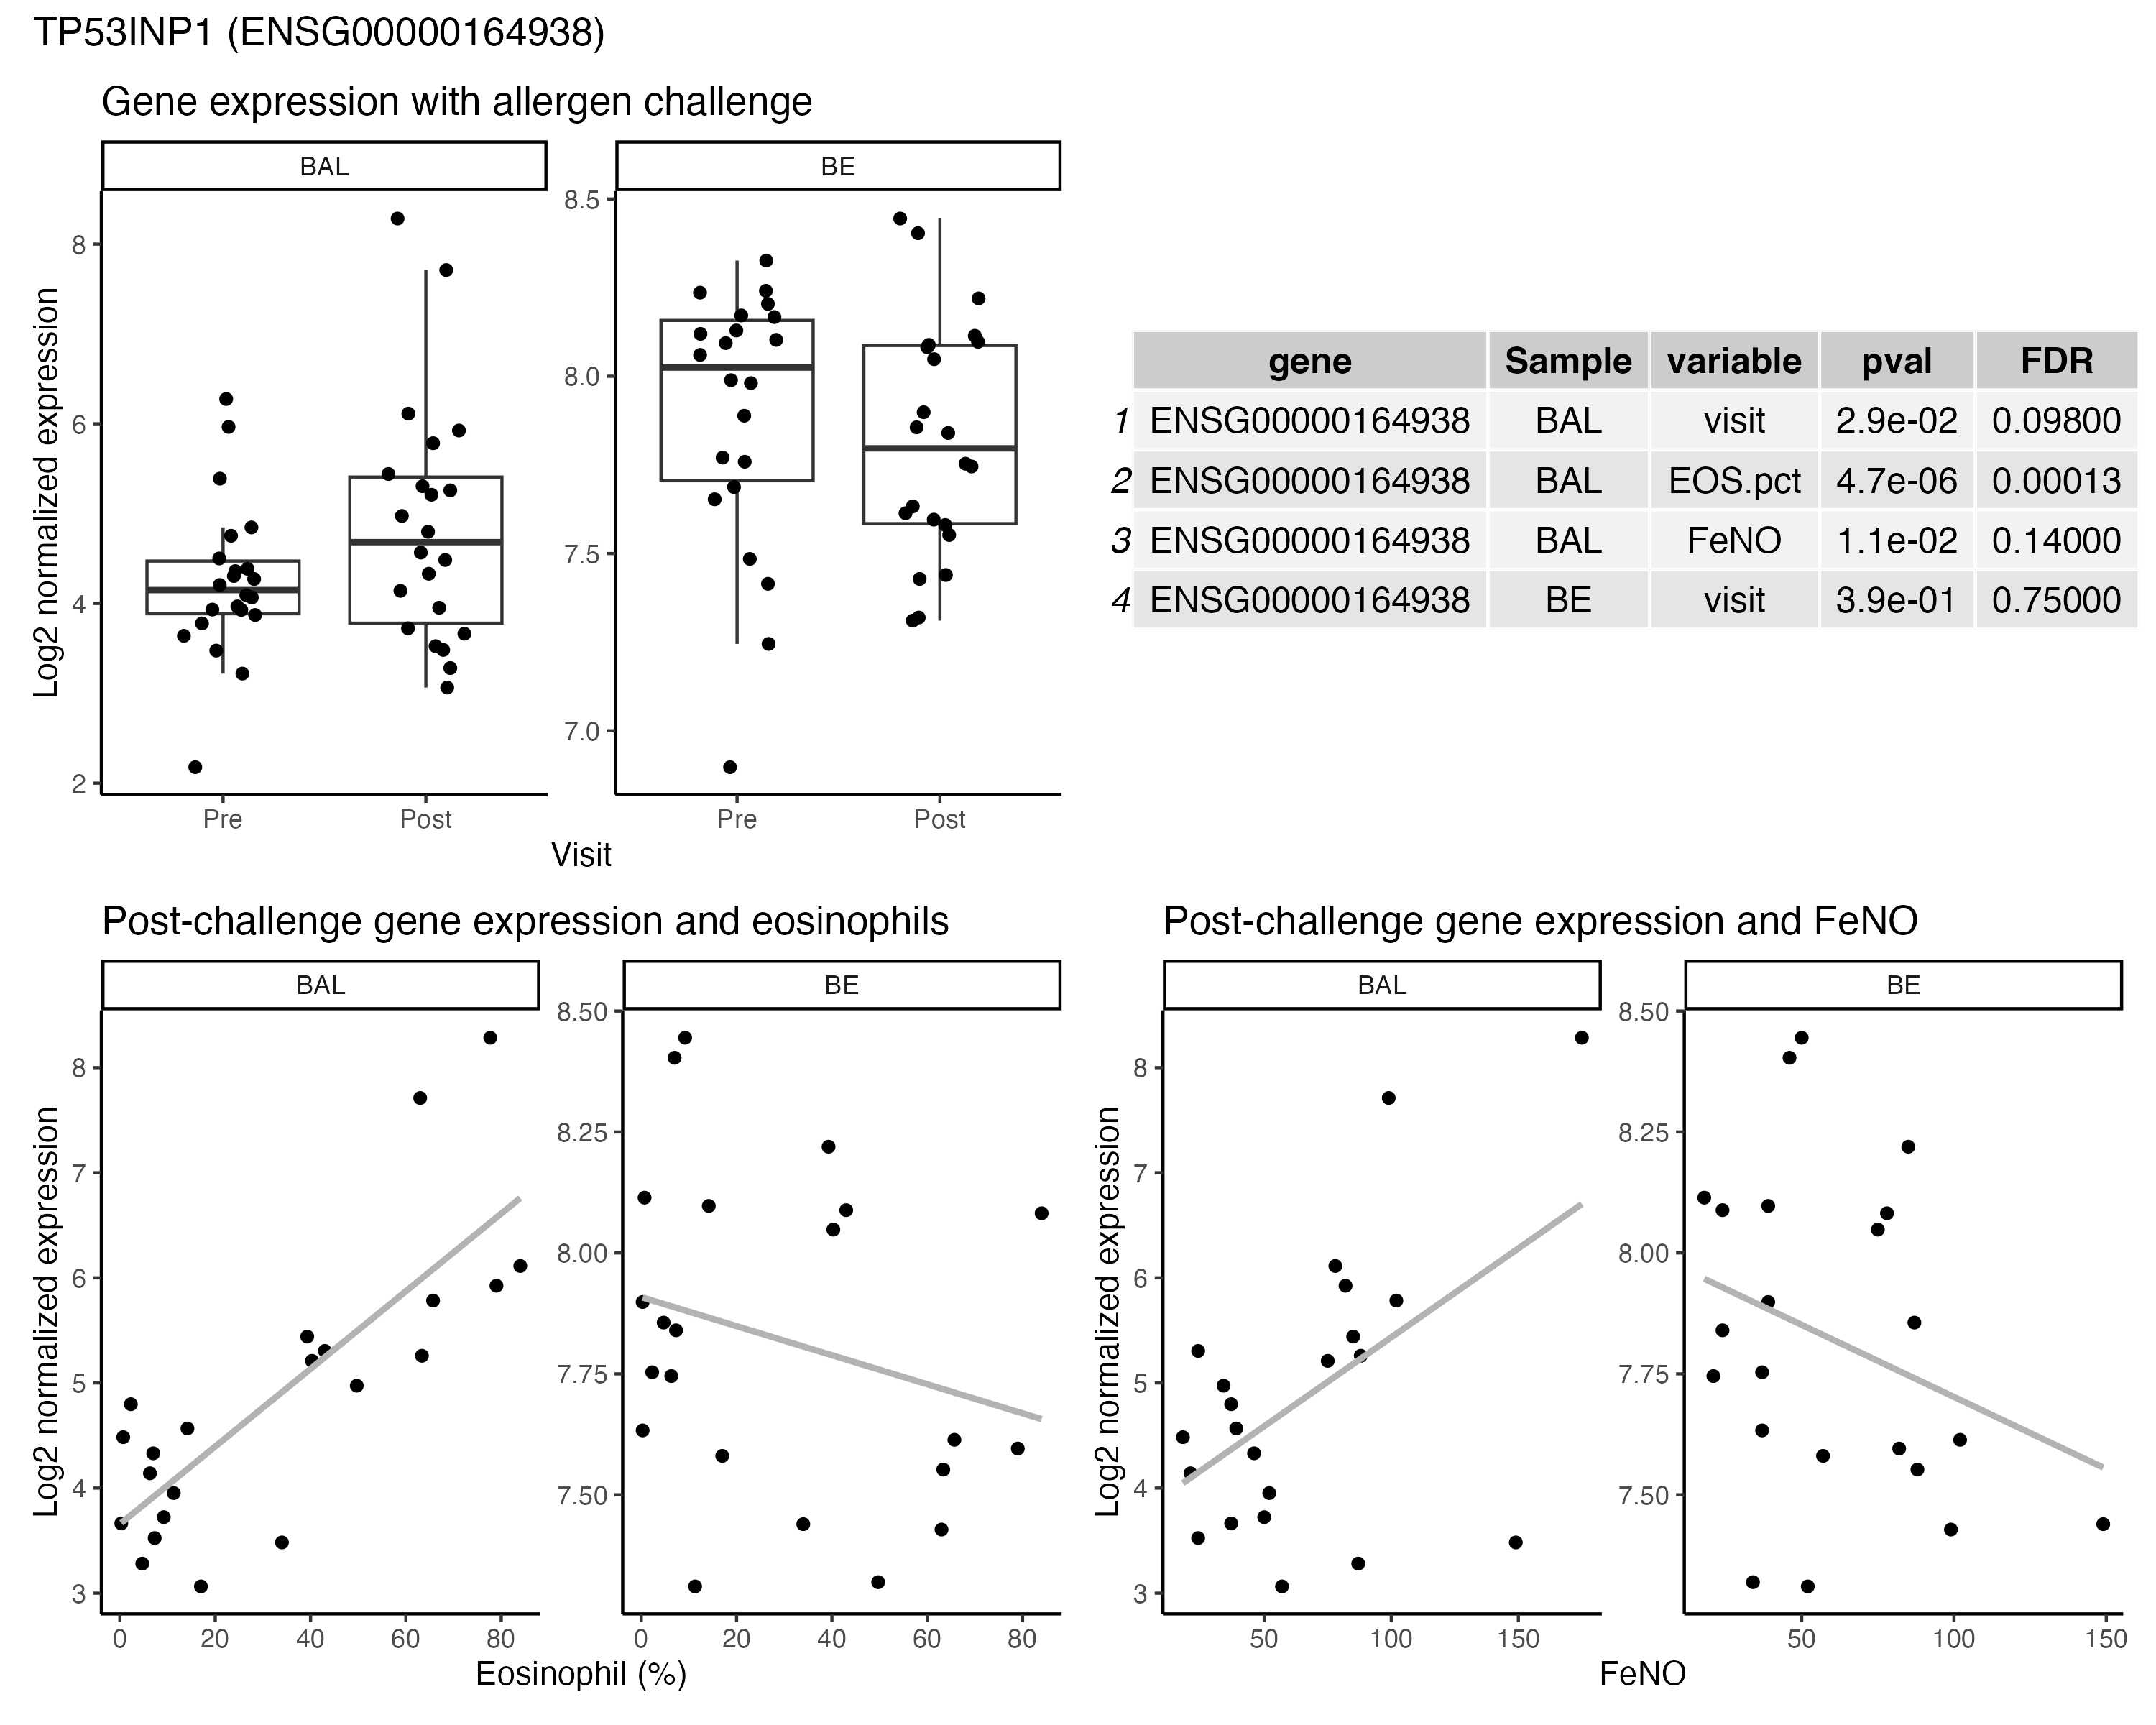 TP53INP1 (ENSG00000164938)
Gene expression with allergen challenge
BAL
BE
Log2 normalized expression
8
6
4
2
8.5
8.0
7.5
7.0
Pre
Post
Pre
Post
Visit
gene Sample variable pval FDR
1 ENSG00000164938 BAL visit 2.9e-02 0.09800
2 ENSG00000164938 BAL EOS.pct 4.7e-06 0.00013
3 ENSG00000164938 BAL FeNO 1.1e-02 0.14000
4 ENSG00000164938 BE visit 3.9e-01 0.75000
Post-challenge gene expression and eosinophils
BAL
BE
Log2 normalized expression
8
7
6
5
4
3
8.50
8.25
8.00
7.75
7.50
0 20 40 60 80
0 20 40 60 80
Eosinophil (%)
Post-challenge gene expression and FeNO
BAL
BE
Log2 normalized expression
8
7
6
5
4
3
8.50
8.25
8.00
7.75
7.50
50 100 150
50 100 150
FeNO